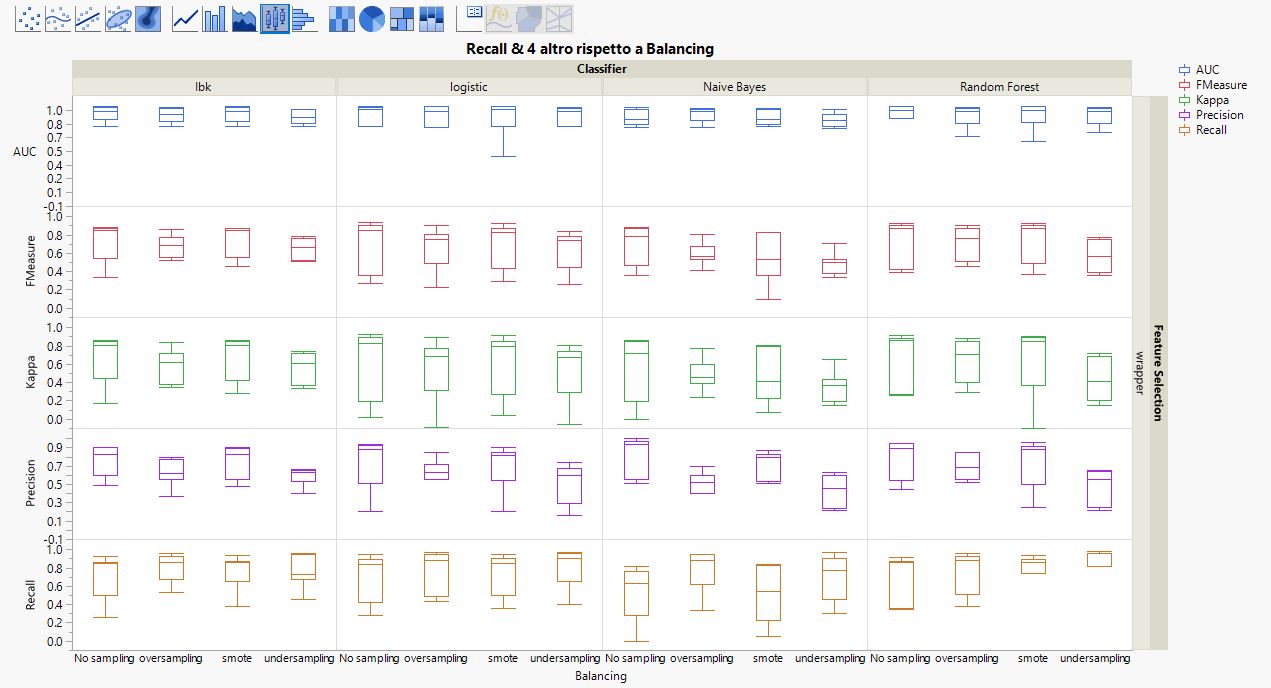 Recall & 4 altro rispetto a Balancing
Classifier
Ibk logistic Naive Bayes Random Forest
AUC
FMeasure
Kappa
Precision
Recall
AUC
1.0
0.8
0.7
0.5
0.4
0.2
0.1
-0.1
FMeasure
1.0
0.8
0.6
0.4
0.2
0.0
Kappa
1.0
0.8
0.6
0.4
0.2
0.0
Precision
0.9
0.7
0.5
0.3
0.1
-0.1
Recall
1.0
0.8
0.6
0.4
0.2
0.0
wrapper
Feature Selection
No sampling oversampling smote undersampling No sampling oversampling smote undersampling No sampling oversampling smote undersampling No sampling oversampling smote undersampling
Balancing